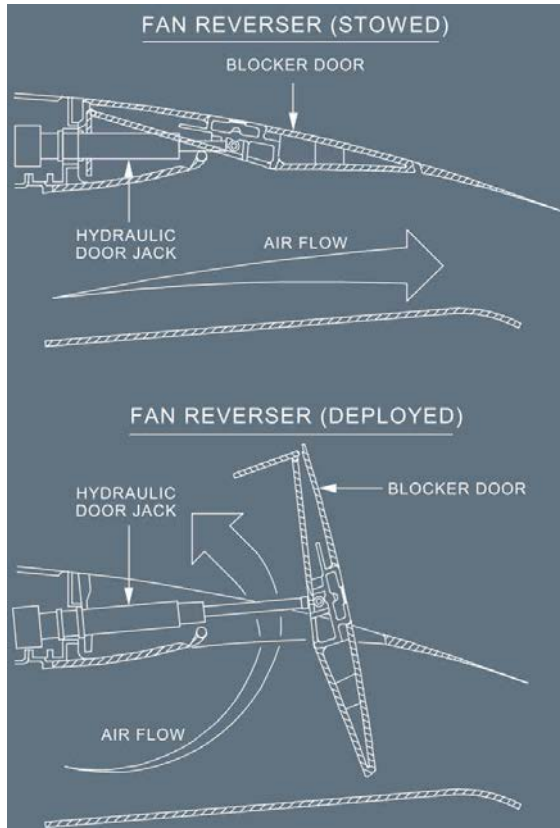 FAN REVERSER (STOWED)
BLOCKER DOOR
HYDRAULIC
DOOR JACK
AIR FLOW
FAN REVERSER (DEPLOYED)
HYDRAULIC
DOOR JACK
BLOCKER DOOR
AIR FLOW